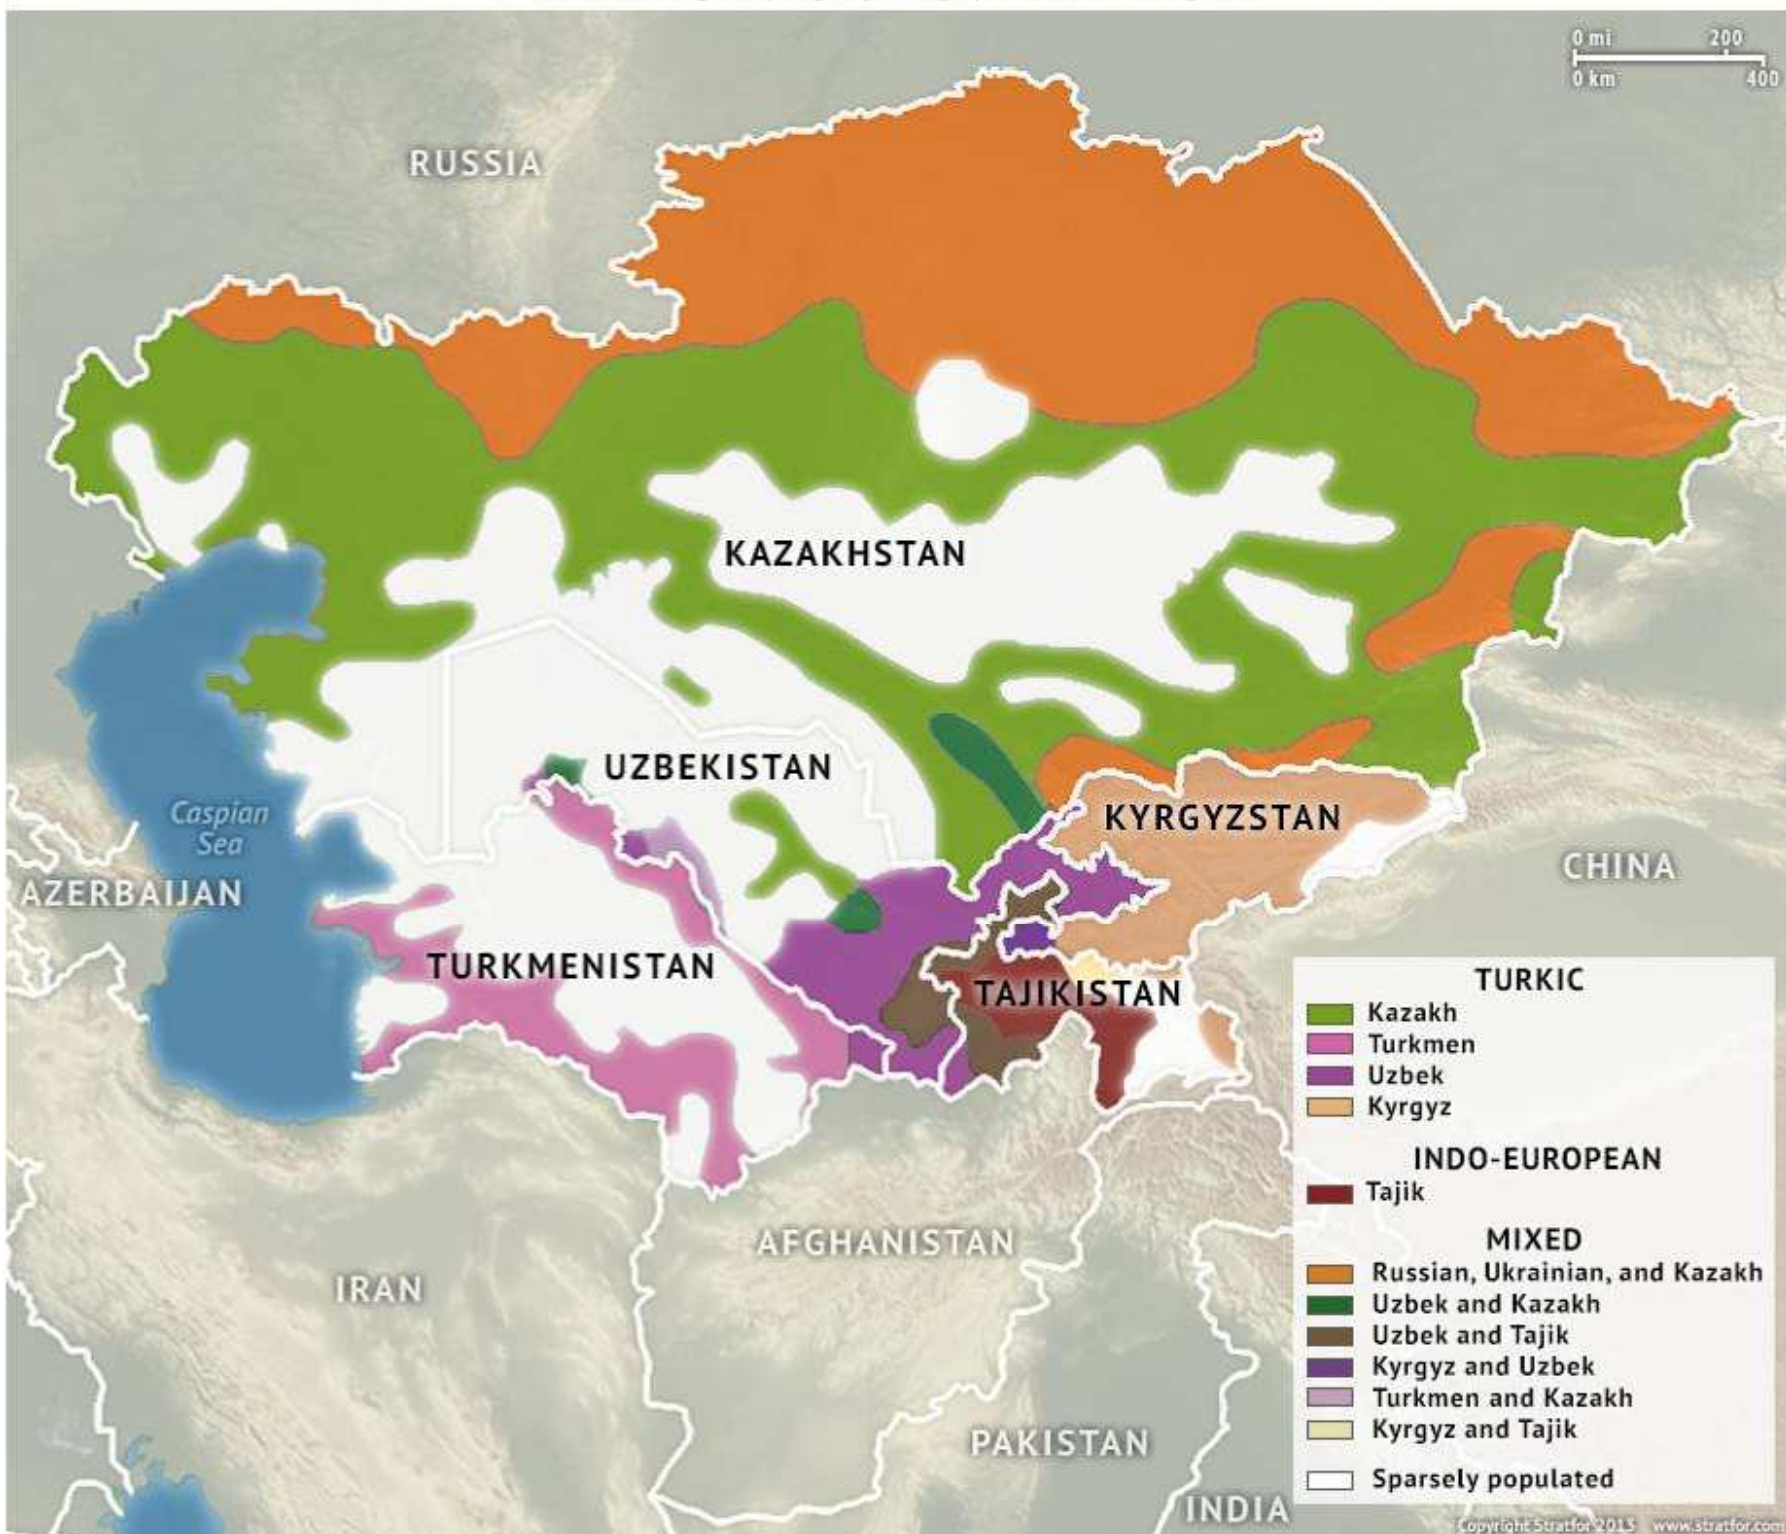 0 mi 200
0 km 400
RUSSIA
KAZAKHSTAN
UZBEKISTAN
Caspian
Sea
KYRGYZSTAN
CHINA
AZERBAIJAN
TURKMENISTAN
TAJIKISTAN
TURKIC
Kazakh
Turkmen
Uzbek
Kyrgyz
INDO-EUROPEAN
Tajik
MIXED
Russian, Ukrainian, and Kazakh
Uzbek and Kazakh
Uzbek and Tajik
Kyrgyz and Uzbek
Turkmen and Kazakh
Kyrgyz and Tajik
Sparsely populated
AFGHANISTAN
IRAN
PAKISTAN
INDIA
Copyright Stratfor 2013 www.stratfor.com